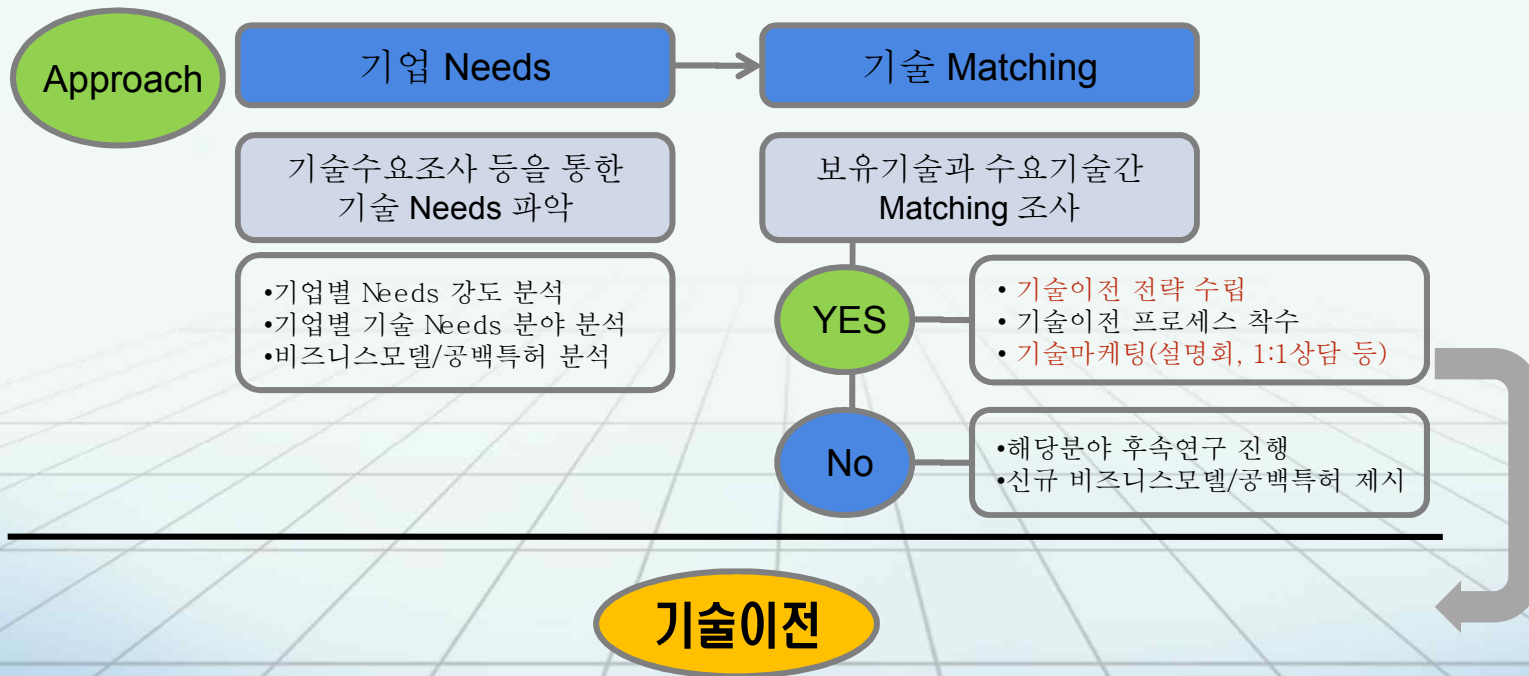 Approach
기업 Needs
기술 Matching
기술수요조사 등을 통한
기술 Needs 파악
보유기술과 수요기술간
Matching 조사
•기업별 Needs 강도 분석
•기업별 기술 Needs 분야 분석
•비즈니스모델/공백특허 분석
YES
• 기술이전 전략 수립
• 기술이전 프로세스 착수
• 기술마케팅(설명회, 1:1상담 등)
No
•해당분야 후속연구 진행
•신규 비즈니스모델/공백특허 제시
기술이전